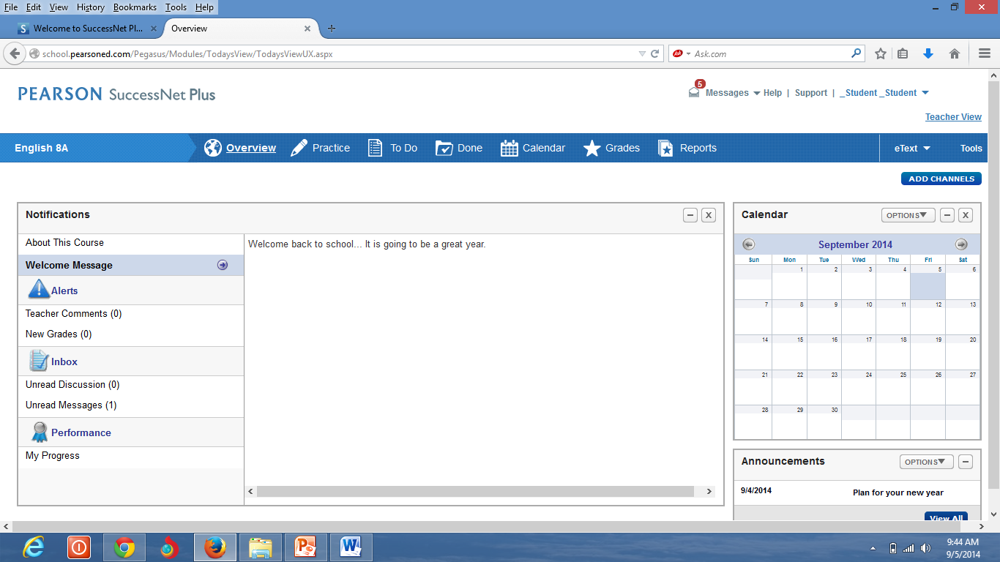 File Edit View History Bookmarks Tools Help
S Welcome to SuccessNet Pl... × Overview × +
school.pearsoned.com/Pegasus/Modules/TodaysView/TodaysViewUX.aspx Ask Ask.com
PEARSON SuccessNet Plus
5 Messages Help | Support | _Student _Student
Teacher View
English 8A Overview Practice To Do Done Calendar Grades Reports eText Tools
ADD CHANNELS
Notifications
X
About This Course
Welcome Message
Alerts
Teacher Comments (0)
New Grades (0)
Inbox
Unread Discussion (0)
Unread Messages (1)
Performance
My Progress
Welcome back to school... It is going to be a great year.
Calendar OPTIONS X
September 2014
Sun Mon Tue Wed Thu Fri Sat
1 2 3 4 5 6
7 8 9 10 11 12 13
14 15 16 17 18 19 20
21 22 23 24 25 26 27
28 29 30
Announcements OPTIONS
9/4/2014 Plan for your new year
View All
9:44 AM
9/5/2014